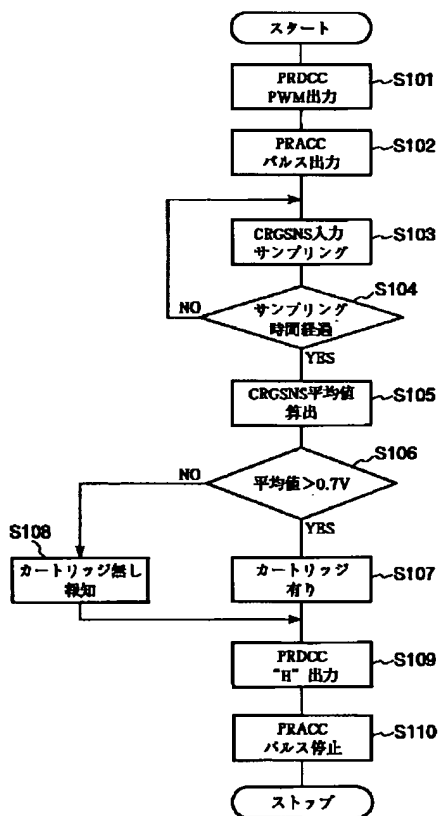 スタート
PRDCC
PWM出力
S101
PRACC
パルス出力
S102
CRGSNS入力
サンプリング
S103
サンプリング
時間経過
S104
NO
YES
CRGSNS平均値
算出
S105
平均値＞0.7V
S106
NO
YES
カートリッジ無し
報知
S108
カートリッジ
有り
S107
PRDCC
“H” 出力
S109
PRACC
パルス停止
S110
ストップ